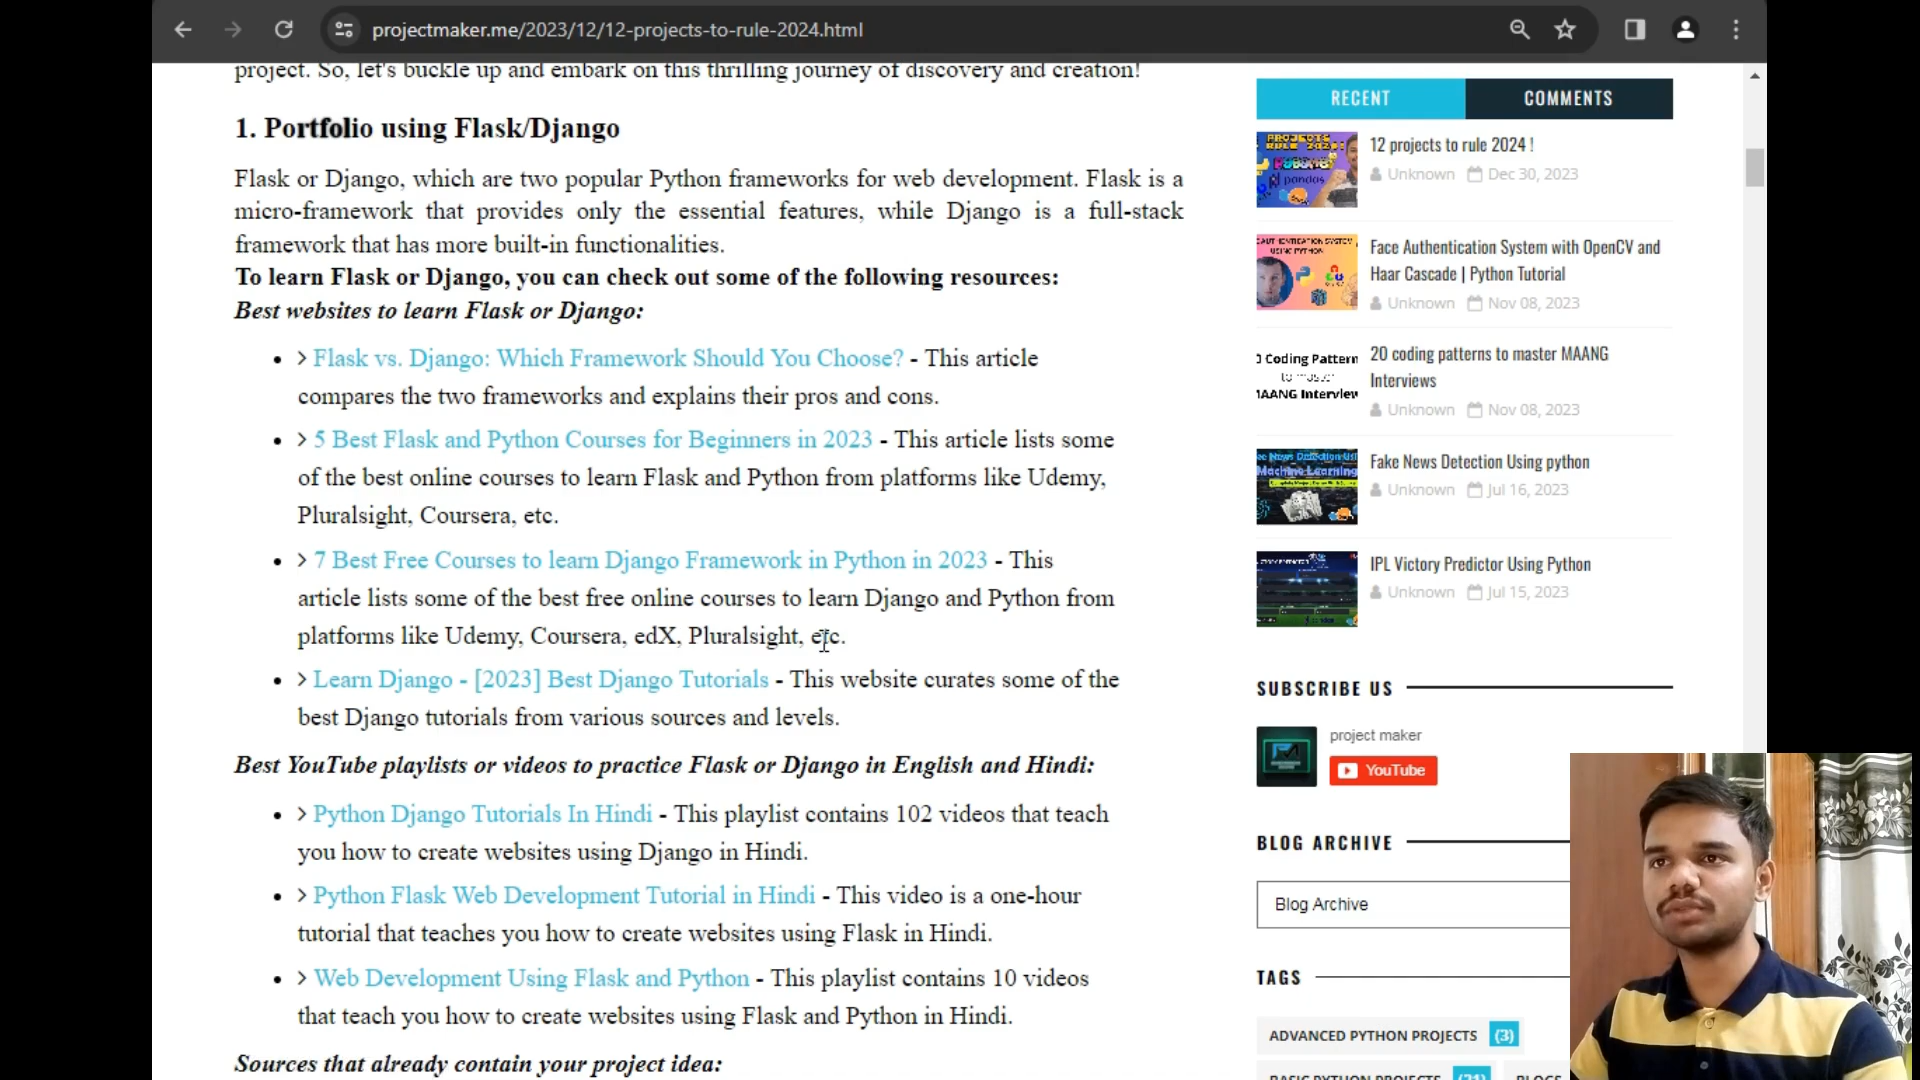 projectmaker.me/2023/12/12-projects-to-rule-2024.html
project. So, let's buckle up and embark on this thrilling journey of discovery and creation!
1. Portfolio using Flask/Django
Flask or Django, which are two popular Python frameworks for web development. Flask is a
micro-framework that provides only the essential features, while Django is a full-stack
framework that has more built-in functionalities.
To learn Flask or Django, you can check out some of the following resources:
Best websites to learn Flask or Django:
Flask vs. Django: Which Framework Should You Choose? - This article
compares the two frameworks and explains their pros and cons.
5 Best Flask and Python Courses for Beginners in 2023 - This article lists some
of the best online courses to learn Flask and Python from platforms like Udemy,
Pluralsight, Coursera, etc.
7 Best Free Courses to learn Django Framework in Python in 2023 - This
article lists some of the best free online courses to learn Django and Python from
platforms like Udemy, Coursera, edX, Pluralsight, etc.
Learn Django - [2023] Best Django Tutorials - This website curates some of the
best Django tutorials from various sources and levels.
Best YouTube playlists or videos to practice Flask or Django in English and Hindi:
Python Django Tutorials In Hindi - This playlist contains 102 videos that teach
you how to create websites using Django in Hindi.
Python Flask Web Development Tutorial in Hindi - This video is a one-hour
tutorial that teaches you how to create websites using Flask in Hindi.
Web Development Using Flask and Python - This playlist contains 10 videos
that teach you how to create websites using Flask and Python in Hindi.
Sources that already contain your project idea:
RECENT
COMMENTS
12 projects to rule 2024 !
Unknown Dec 30, 2023
pandas
Face Authentication System with OpenCV and
Haar Cascade | Python Tutorial
Unknown Nov 08, 2023
20 coding patterns to master MAANG
Interviews
Unknown Nov 08, 2023
Coding Pattern
to master
MAANG Interview
Fake News Detection Using python
Unknown Jul 16, 2023
Machine Learning
IPL Victory Predictor Using Python
Unknown Jul 15, 2023
SUBSCRIBE US
project maker
YouTube
BLOG ARCHIVE
Blog Archive
TAGS
ADVANCED PYTHON PROJECTS (3)
BASIC PYTHON PROJECTS (71)
BLOGS